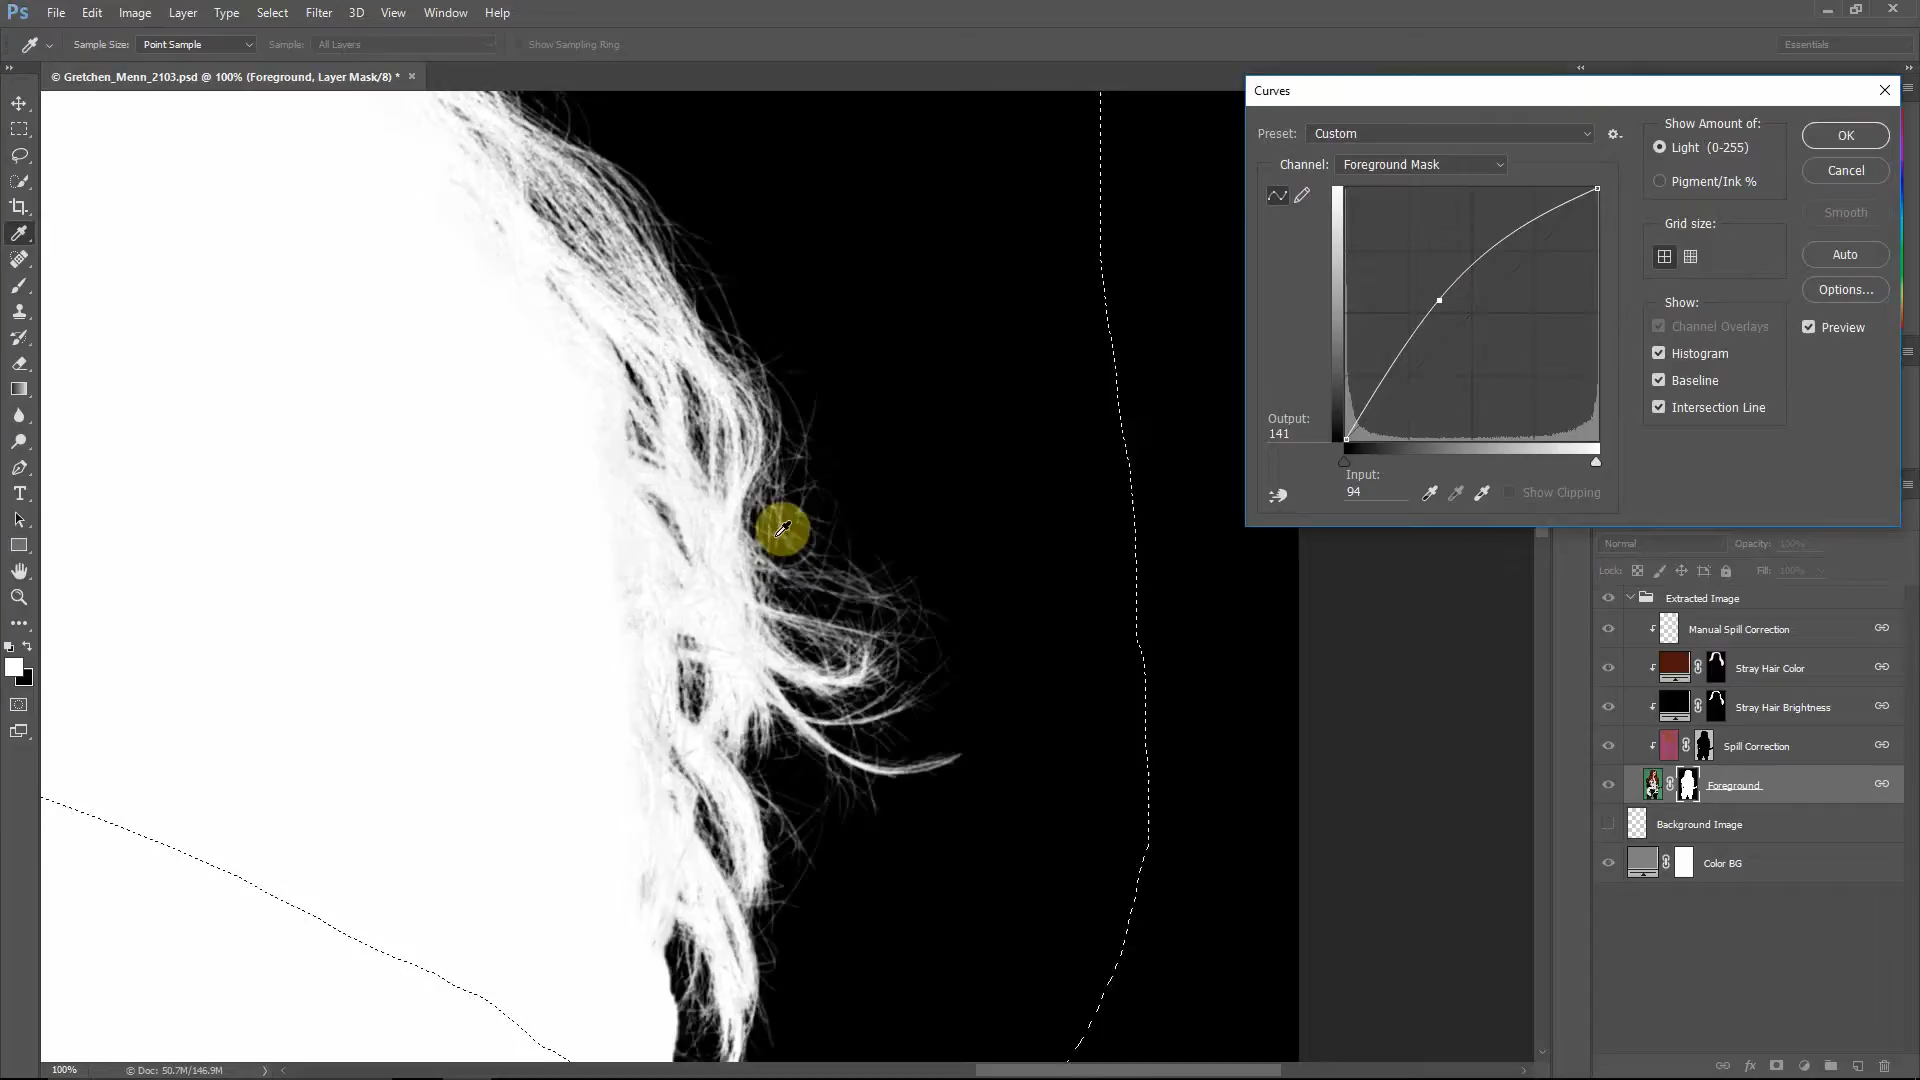 Ps File Edit Image Layer Type Select Filter 3D View Window Help
Sample Size: Point Sample Sample: All Layers Show Sampling Ring Essentials
© Gretchen_Menn_2103.psd @ 100% (Foreground, Layer Mask/8) *
Curves
Preset: Custom
Channel: Foreground Mask
Output:
141
Input:
94
Show Clipping
Show Amount of:
Light (0-255)
Pigment/Ink %
Grid size:
Show:
Channel Overlays
Histogram
Baseline
Intersection Line
OK
Cancel
Smooth
Auto
Options...
Preview
Normal Opacity: 100%
Lock: Fill: 100%
Extracted Image
Manual Spill Correction
Stray Hair Color
Stray Hair Brightness
Spill Correction
Foreground
Background Image
Color BG
fx
100% © Doc: 50.7M/146.9M